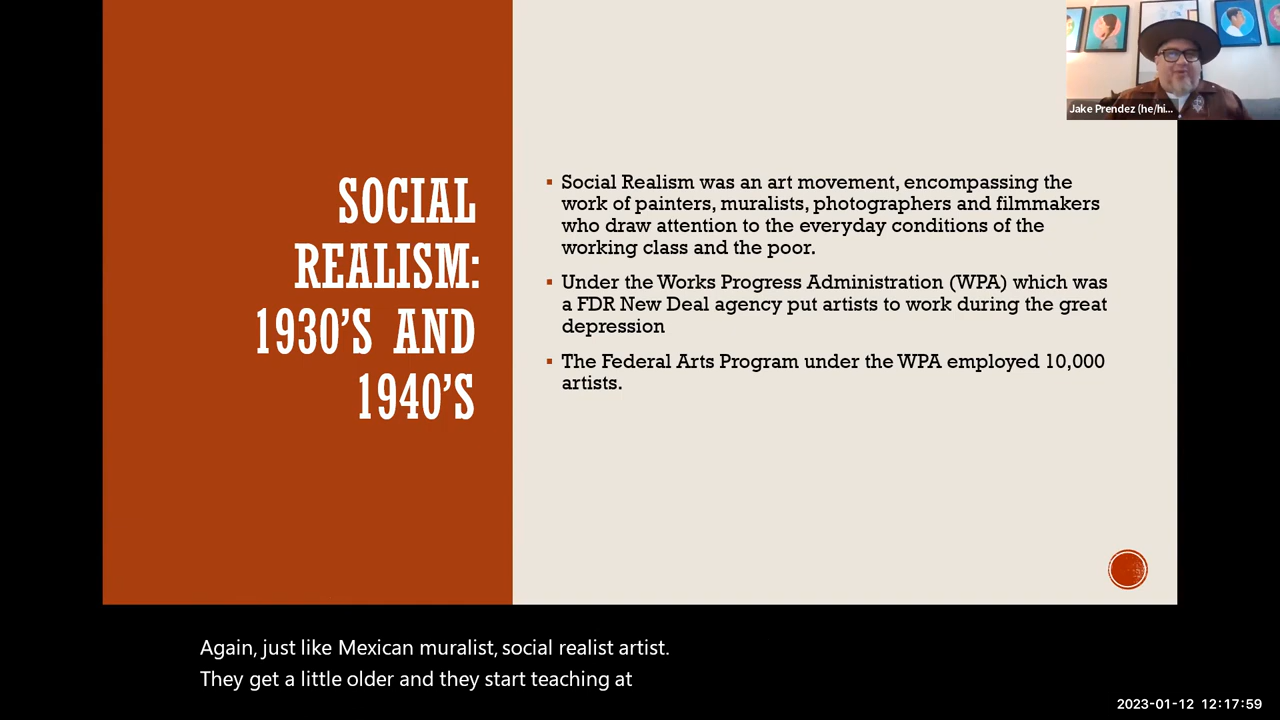 Jake Prendez (he/hi...
SOCIAL
REALISM:
1930'S AND
1940'S
Social Realism was an art movement, encompassing the
work of painters, muralists, photographers and filmmakers
who draw attention to the everyday conditions of the
working class and the poor.
Under the Works Progress Administration (WPA) which was
a FDR New Deal agency put artists to work during the great
depression
The Federal Arts Program under the WPA employed 10,000
artists.
Again, just like Mexican muralist, social realist artist.
They get a little older and they start teaching at
2023-01-12 12:17:59